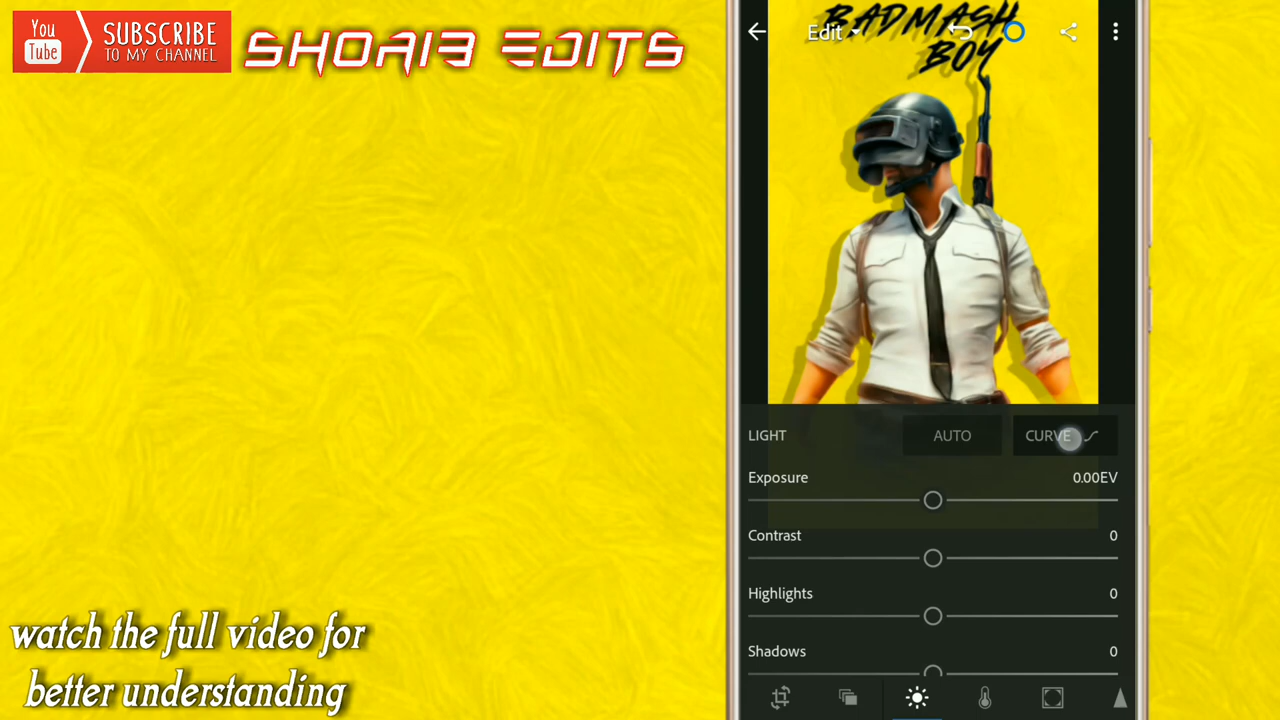 You
Tube
SUBSCRIBE
TO MY CHANNEL
SHOAIB EDITS
BADMASH
BOY
Edit
LIGHT
AUTO
CURVE
Exposure
0.00EV
Contrast
0
Highlights
0
Shadows
0
watch the full video for
better understanding